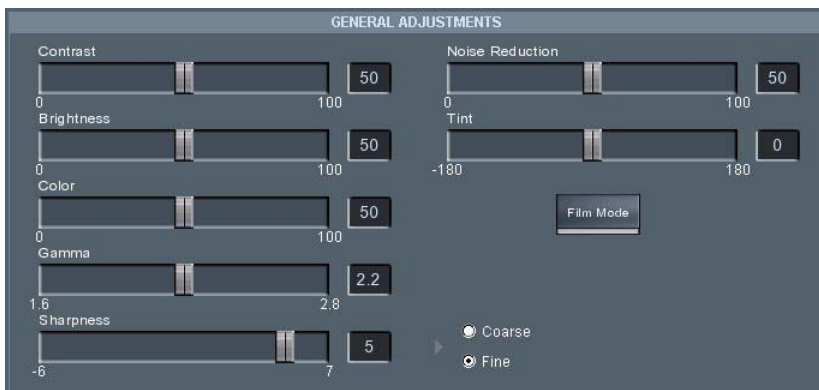 GENERAL ADJUSTMENTS
Contrast
50
0 100
Brightness
50
0 100
Color
50
0 100
Gamma
2.2
1.6 2.8
Sharpness
5
-6 7
Noise Reduction
50
0 100
Tint
0
-180 180
Film Mode
Coarse
Fine